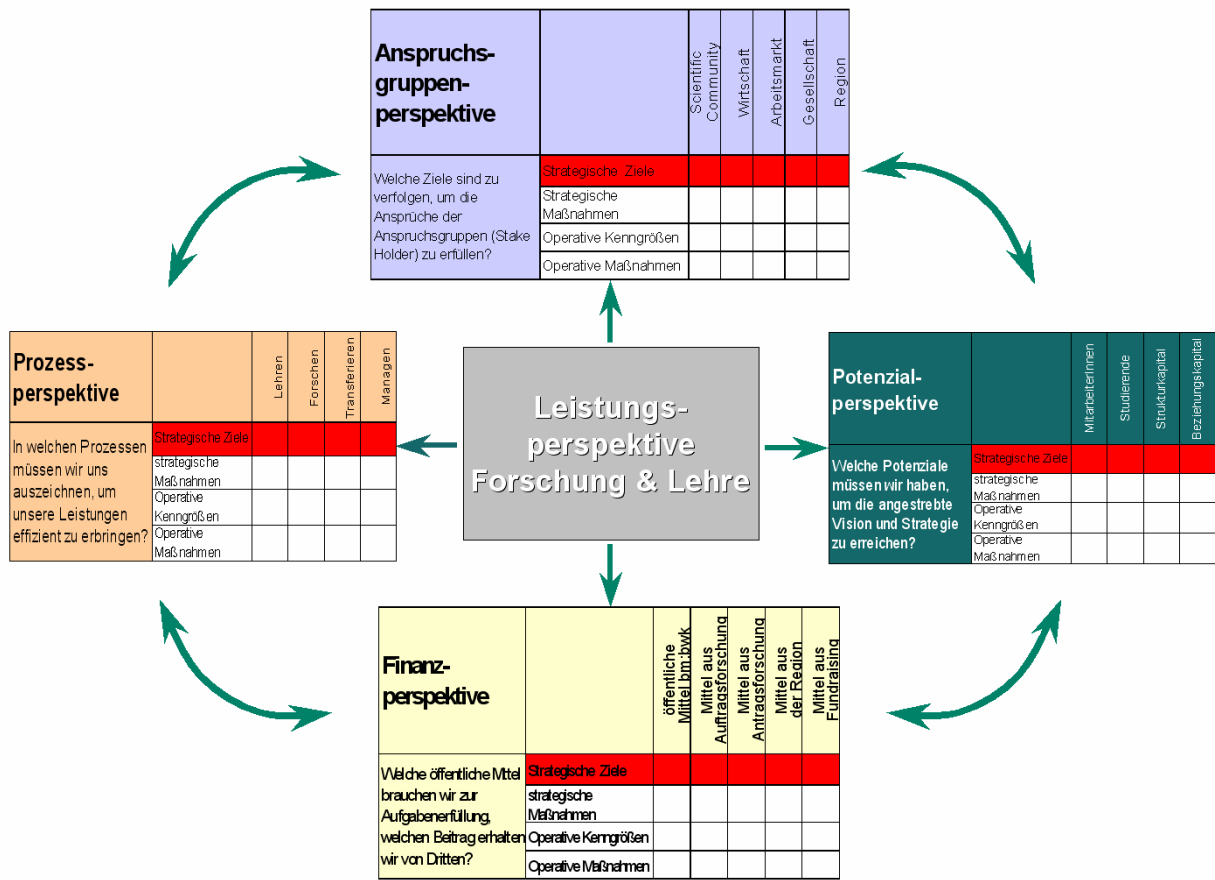 Anspruchs-
gruppen-
perspektive
Scientific
Community
Wirtschaft
Arbeitsmarkt
Gesellschaft
Region
Welche Ziele sind zu
verfolgen, um die
Ansprüche der
Anspruchsgruppen (Stake
Holder) zu erfüllen?
Strategische Ziele
Strategische
Maßnahmen
Operative Kenngrößen
Operative Maßnahmen
Prozess-
perspektive
Lehren
Forschen
Transferieren
Managen
In welchen Prozessen
müssen wir uns
auszeichnen, um
unsere Leistungen
effizient zu erbringen?
Strategische Ziele
strategische
Maßnahmen
Operative
Kenngrößen
Operative
Maßnahmen
Leistungs-
perspektive
Forschung & Lehre
Potenzial-
perspektive
MitarbeiterInnen
Studierende
Strukturkapital
Beziehungskapital
Welche Potenziale
müssen wir haben,
um die angestrebte
Vision und Strategie
zu erreichen?
Strategische Ziele
strategische
Maßnahmen
Operative
Kenngrößen
Operative
Maßnahmen
Finanz-
perspektive
öffentliche
Mittel bm:bwk
Mittel aus
Auftragsforschung
Mittel aus
Antragsforschung
Mittel aus
der Region
Mittel aus
Fundraising
Welche öffentliche Mittel
brauchen wir zur
Aufgabenerfüllung,
welchen Beitrag erhalten
wir von Dritten?
Strategische Ziele
strategische
Maßnahmen
Operative Kenngrößen
Operative Maßnahmen